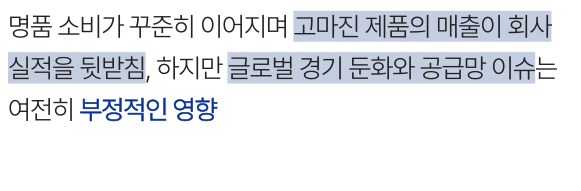 명품 소비가 꾸준히 이어지며 고마진 제품의 매출이 회사
실적을 뒷받침, 하지만 글로벌 경기 둔화와 공급망 이슈는
여전히 부정적인 영향